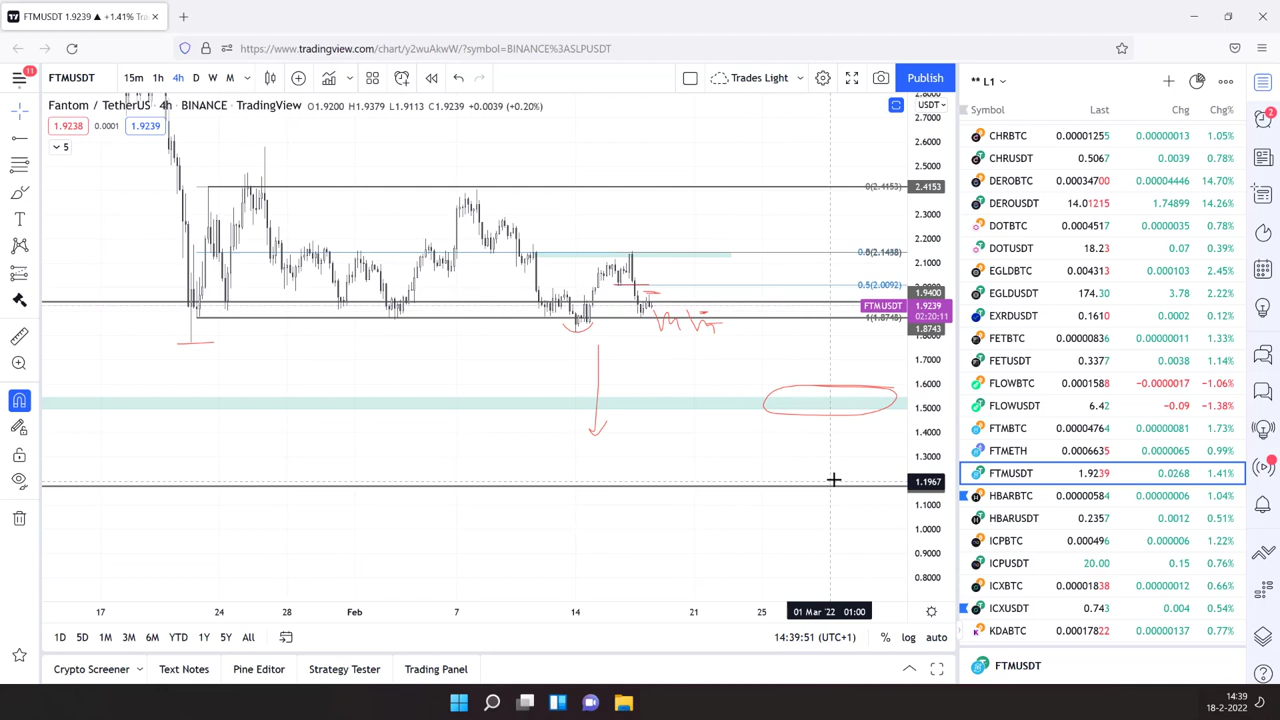 FTMUSDT 1.9239 ▲ +1.41%
https://www.tradingview.com/chart/y2wuAkwW/?symbol=BINANCE%3ASLPUSDT
11
FTMUSDT 15m 1h 4h D W M Trades Light Publish
Fantom / TetherUS 4h BINANCE TradingView O1.9200 H1.9379 L1.9113 C1.9239 +0.0039 (+0.20%)
1.9238 0.0001 1.9239
5
USDT
2.8000
2.7000
2.6000
2.5000
0(2.4153) 2.4153
2.3000
2.2000
2.1000
2.0000
0.5(2.0092)
1.9400
FTMUSDT 1.9239
02:20:11
1(1.8748)
1.8743
1.8000
1.7000
1.6000
1.5000
1.4000
1.3000
1.1967
1.1000
1.0000
0.9000
0.8000
17 24 28 Feb 7 14 21 25 01 Mar '22 01:00
1D 5D 1M 3M 6M YTD 1Y 5Y All 14:39:51 (UTC+1) % log auto
Crypto Screener Text Notes Pine Editor Strategy Tester Trading Panel
** L1
Symbol Last Chg Chg%
CHRBTC 0.00001255 0.00000013 1.05%
CHRUSDT 0.5067 0.0039 0.78%
DEROBTC 0.00034700 0.00004446 14.70%
DEROUSDT 14.01215 1.74899 14.26%
DOTBTC 0.0004517 0.0000035 0.78%
DOTUSDT 18.23 0.07 0.39%
EGLDBTC 0.004316 0.000103 2.45%
EGLDUSDT 174.30 3.78 2.22%
EXRDUSDT 0.1610 0.0002 0.12%
FETBTC 0.00000836 0.00000011 1.33%
FETUSDT 0.3377 0.0038 1.14%
FLOWBTC 0.0001588 −0.0000017 −1.06%
FLOWUSDT 6.42 −0.09 −1.38%
FTMBTC 0.00004764 0.00000081 1.73%
FTMETH 0.0006635 0.0000065 0.99%
FTMUSDT 1.9239 0.0268 1.41%
HBARBTC 0.00000584 0.00000006 1.04%
HBARUSDT 0.2357 0.0012 0.51%
ICPBTC 0.000496 0.000006 1.22%
ICPUSDT 20.00 0.15 0.76%
ICXBTC 0.00001838 0.00000012 0.66%
ICXUSDT 0.743 0.004 0.54%
KDABTC 0.00017822 0.00000137 0.77%
FTMUSDT
2
14:39
18-2-2022